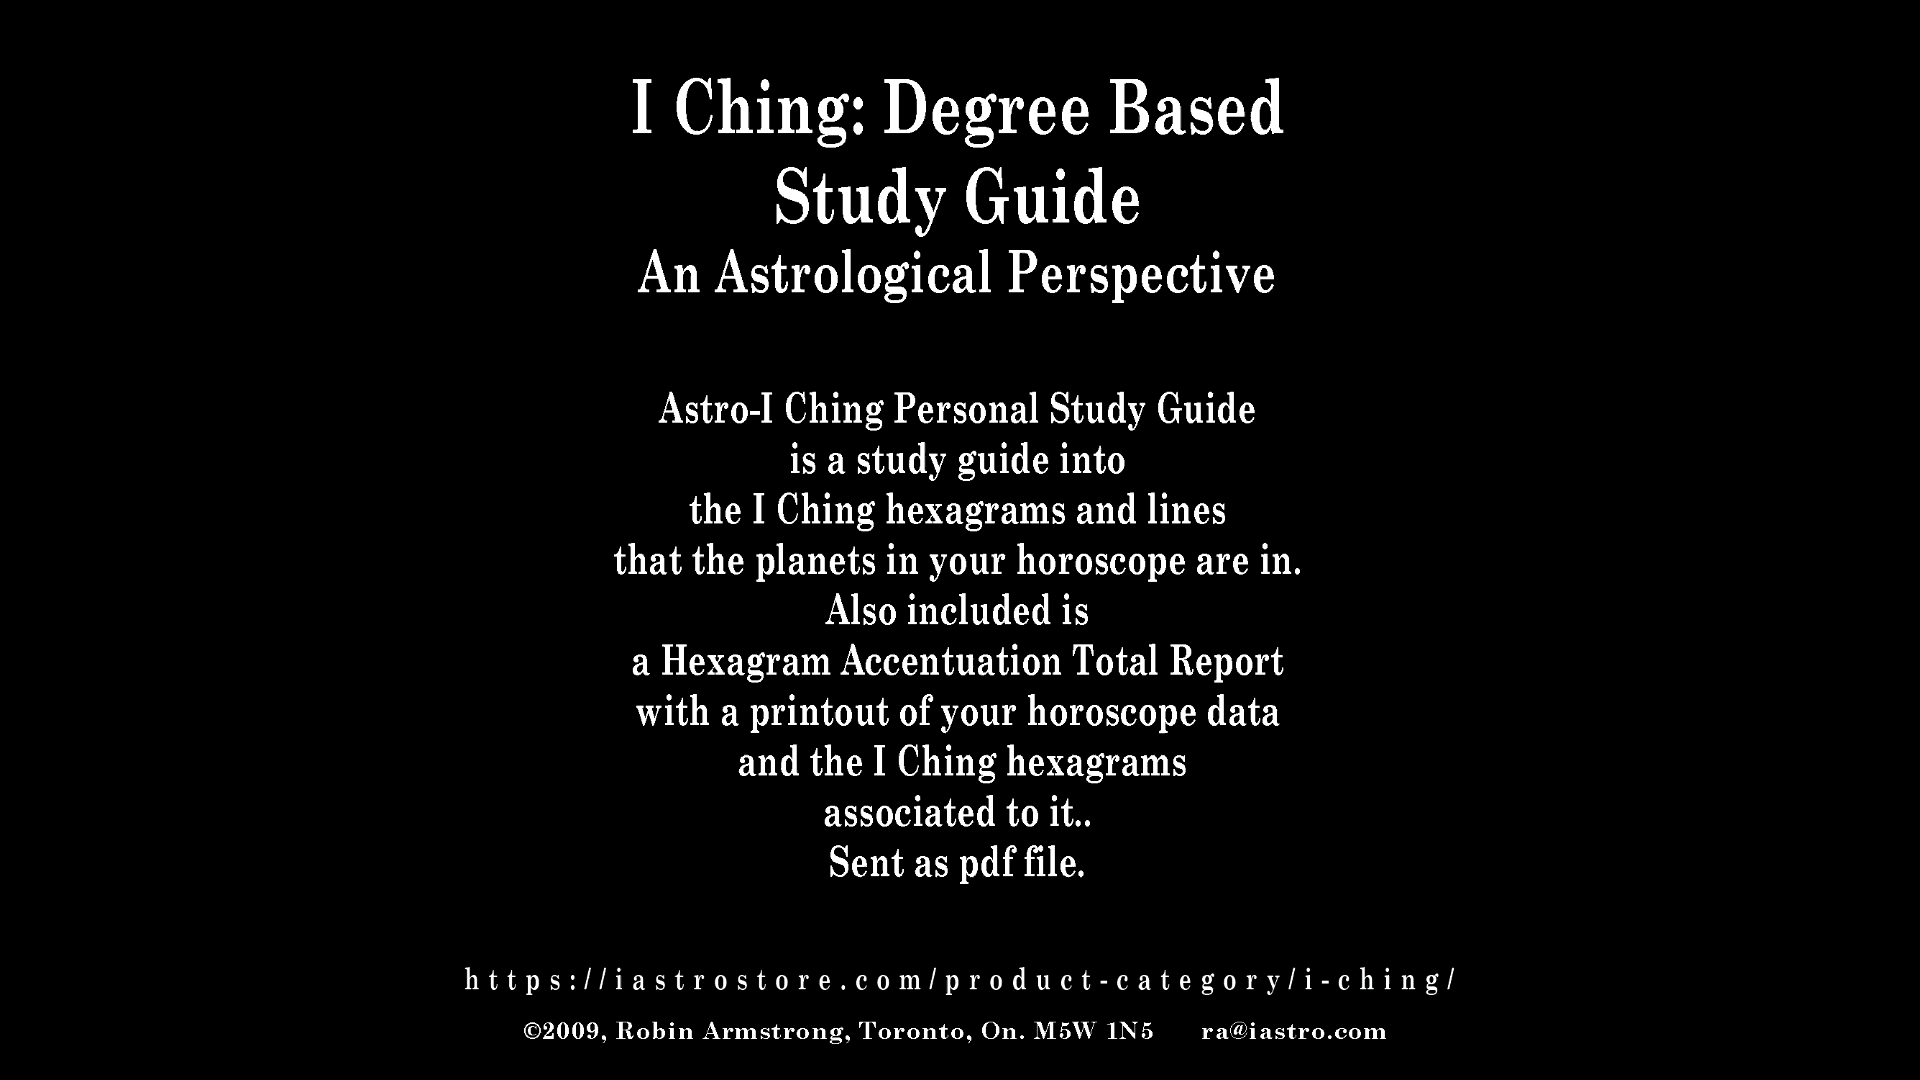 I Ching: Degree Based
Study Guide
An Astrological Perspective
Astro-I Ching Personal Study Guide
is a study guide into
the I Ching hexagrams and lines
that the planets in your horoscope are in.
Also included is
a Hexagram Accentuation Total Report
with a printout of your horoscope data
and the I Ching hexagrams
associated to it..
Sent as pdf file.
https://iastrostore.com/product-category/i-ching/
©2009, Robin Armstrong, Toronto, On. M5W 1N5 ra@iastro.com